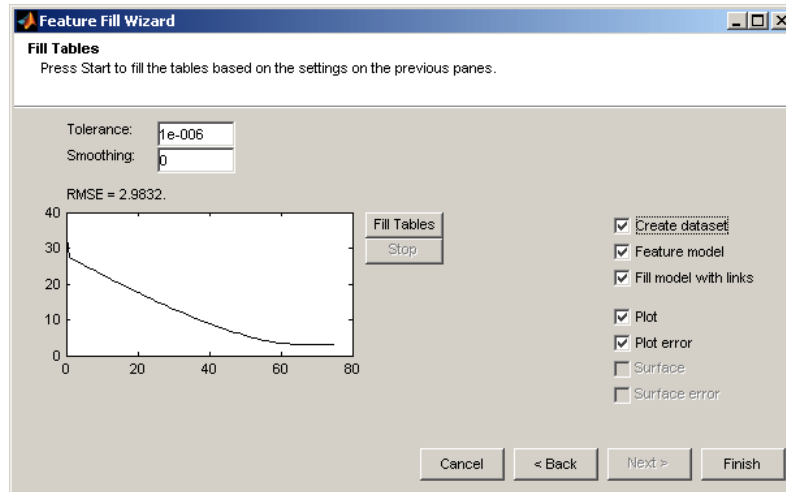 Feature Fill Wizard
Fill Tables
Press Start to fill the tables based on the settings on the previous panes.
Tolerance: 1e-006
Smoothing: 0
RMSE = 2.9832.
40
30
20
10
0
0 20 40 60 80
Fill Tables
Stop
Create dataset
Feature model
Fill model with links
Plot
Plot error
Surface
Surface error
Cancel < Back Next > Finish